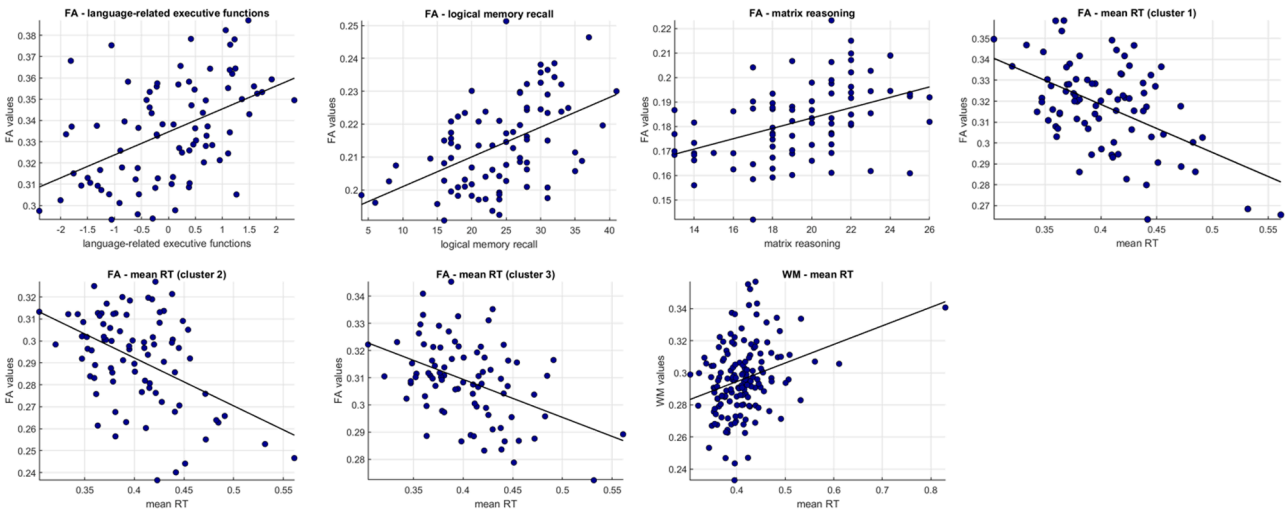 FA - language-related executive functions
FA values
0.38
0.37
0.36
0.35
0.34
0.33
0.32
0.31
0.3
-2 -1.5 -1 -0.5 0 0.5 1 1.5 2
language-related executive functions
FA - logical memory recall
FA values
0.25
0.24
0.23
0.22
0.21
0.2
5 10 15 20 25 30 35 40
logical memory recall
FA - matrix reasoning
FA values
0.22
0.21
0.2
0.19
0.18
0.17
0.16
0.15
14 16 18 20 22 24 26
matrix reasoning
FA - mean RT (cluster 1)
FA values
0.35
0.34
0.33
0.32
0.31
0.3
0.29
0.28
0.27
0.35 0.4 0.45 0.5 0.55
mean RT
FA - mean RT (cluster 2)
FA values
0.32
0.31
0.3
0.29
0.28
0.27
0.26
0.25
0.24
0.35 0.4 0.45 0.5 0.55
mean RT
FA - mean RT (cluster 3)
FA values
0.34
0.33
0.32
0.31
0.3
0.29
0.28
0.35 0.4 0.45 0.5 0.55
mean RT
WM - mean RT
WM values
0.34
0.32
0.3
0.28
0.26
0.24
0.4 0.5 0.6 0.7 0.8
mean RT